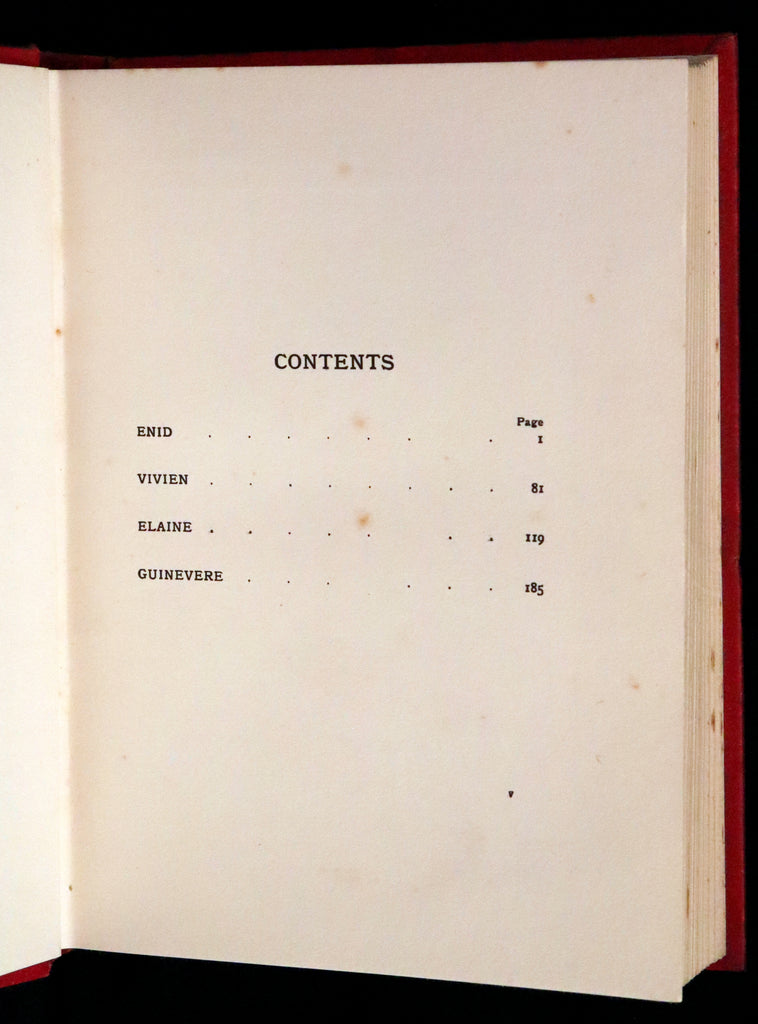 CONTENTS
Page
ENID . . . . . . . 1
VIVIEN . . . . . . . . 81
ELAINE . . . . . . . 119
GUINEVERE . . . . . . 185
v